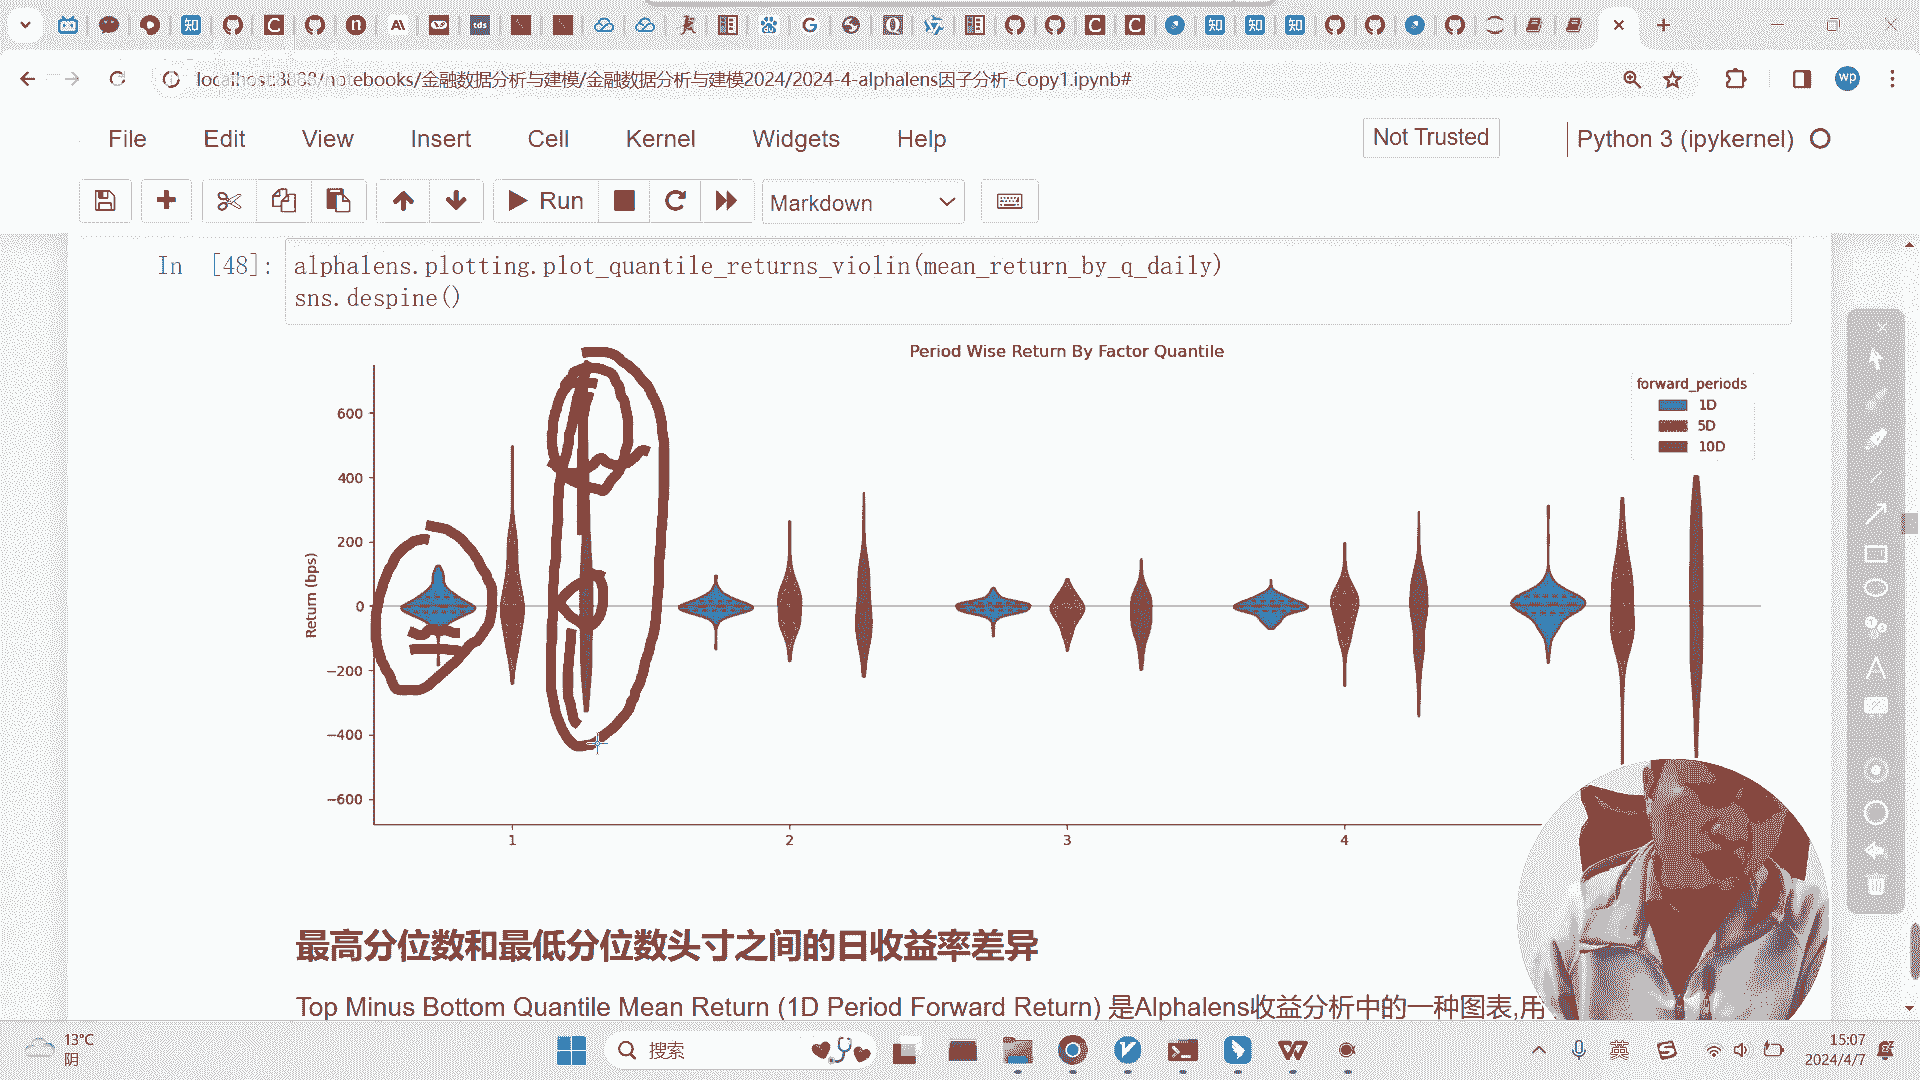 localhost:8888/notebooks/金融数据分析与建模/金融数据分析与建模2024/2024-4-alphalens因子分析-Copy1.ipynb#
wp
File Edit View Insert Cell Kernel Widgets Help
Not Trusted
Python 3 (ipykernel)
Run
Markdown
In [48]:
alphalens.plotting.plot_quantile_returns_violin(mean_return_by_q_daily)
sns.despine()
Period Wise Return By Factor Quantile
forward_periods
1D
5D
10D
Return (bps)
600
400
200
0
−200
−400
−600
1 2 3 4
最高分位数和最低分位数头寸之间的日收益率差异
Top Minus Bottom Quantile Mean Return (1D Period Forward Return) 是Alphalens收益分析中的一种图表,用
13°C
阴
搜索
英
15:07
2024/4/7